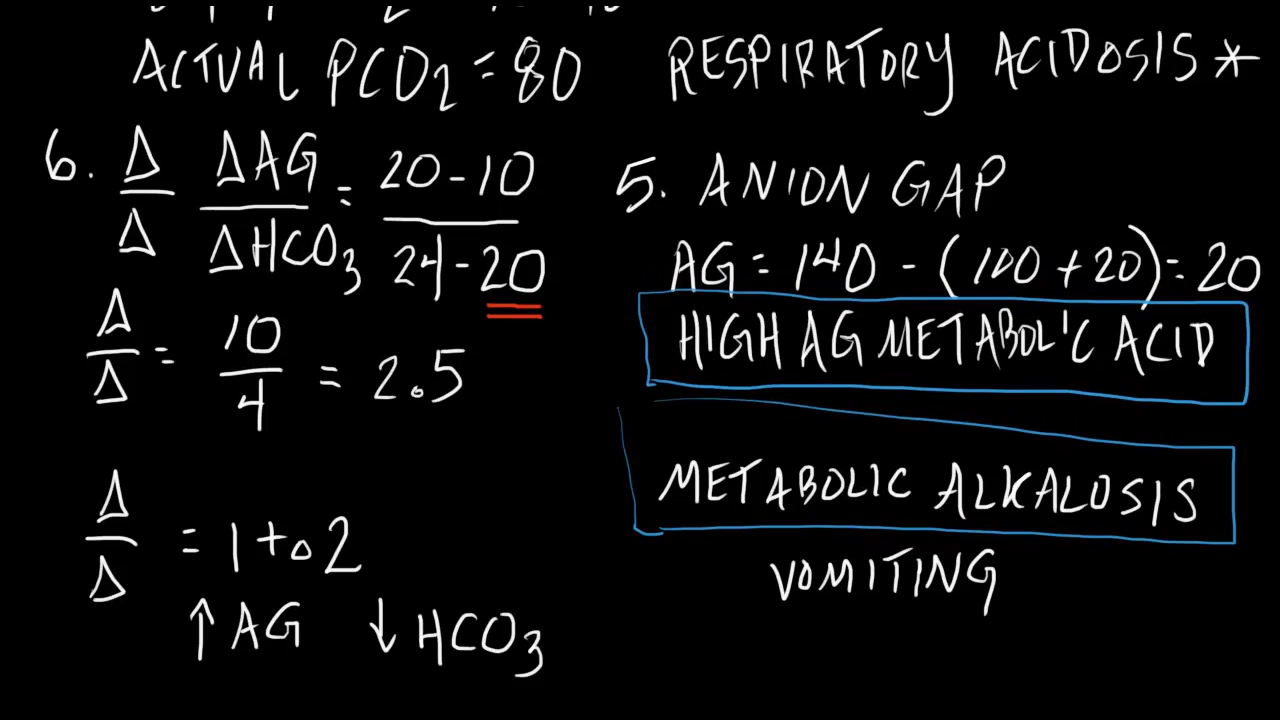 ACTUAL PCO2 = 80
RESPIRATORY ACIDOSIS *
6. Δ/Δ ΔAG/ΔHCO3 = 20-10/24-20
Δ/Δ = 10/4 = 2.5
Δ/Δ = 1 to 2
↑ AG ↓ HCO3
5. ANION GAP
AG = 140 - (100 + 20) = 20
HIGH AG METABOLIC ACID
METABOLIC ALKALOSIS
VOMITING